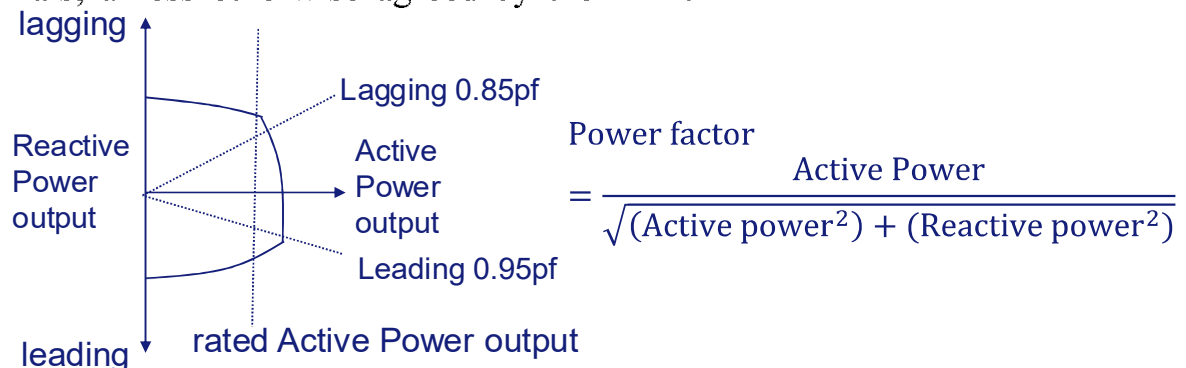 lagging
Lagging 0.85pf
Reactive
Power
output
Active
Power
output
Leading 0.95pf
rated Active Power output
leading
Power factor
= Active Power
√(Active power²) + (Reactive power²)